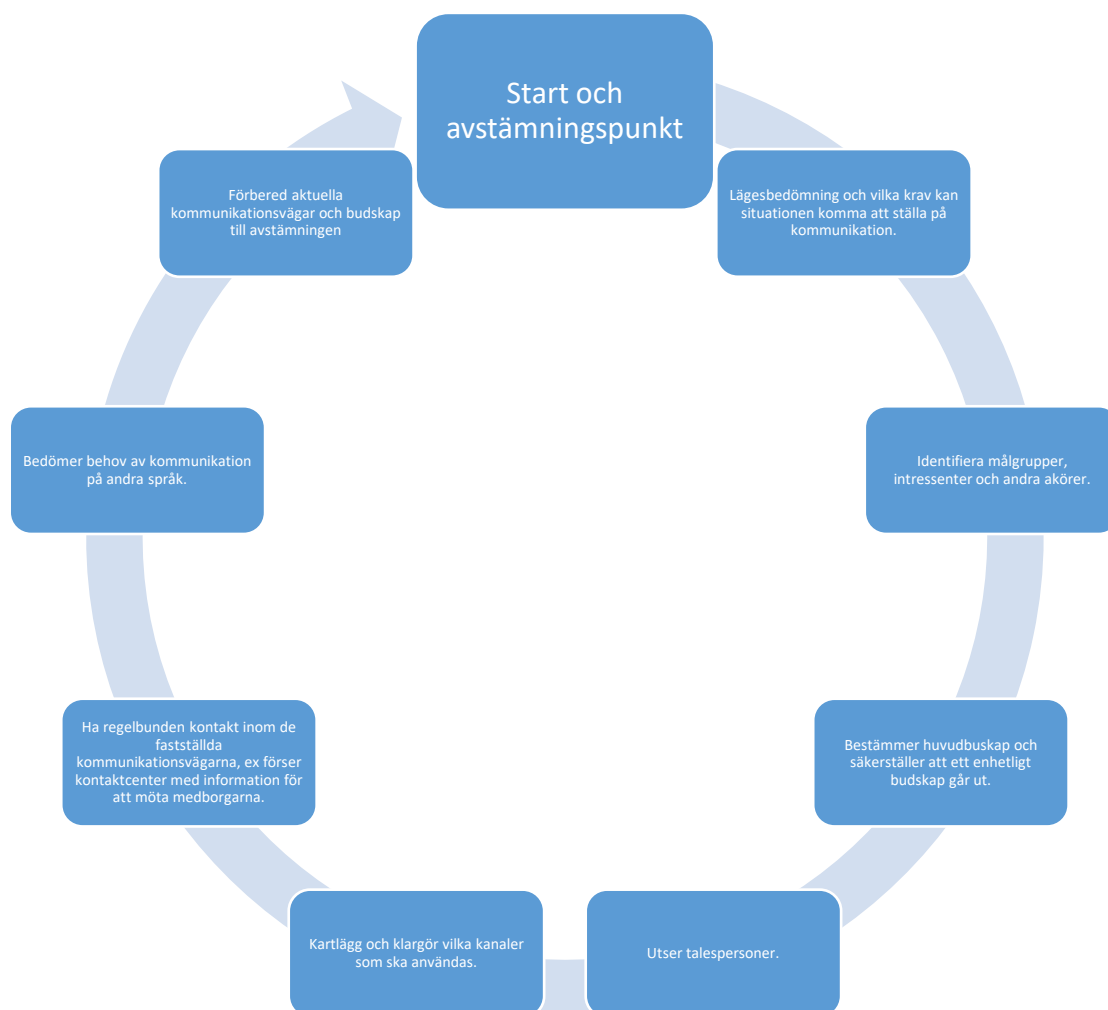 Start och
avstämningspunkt
Lägesbedömning och vilka krav kan
situationen komma att ställa på
kommunikation.
Identifiera målgrupper,
intressenter och andra akörer.
Bestämmer huvudbuskap och
säkerställer att ett enhetligt
budskap går ut.
Utser talespersoner.
Kartlägg och klargör vilka kanaler
som ska användas.
Ha regelbunden kontakt inom de
fastställda
kommunikationsvägarna, ex förser
kontaktcenter med information för
att möta medborgarna.
Bedömer behov av kommunikation
på andra språk.
Förbered aktuella
kommunikationsvägar och budskap
till avstämningen